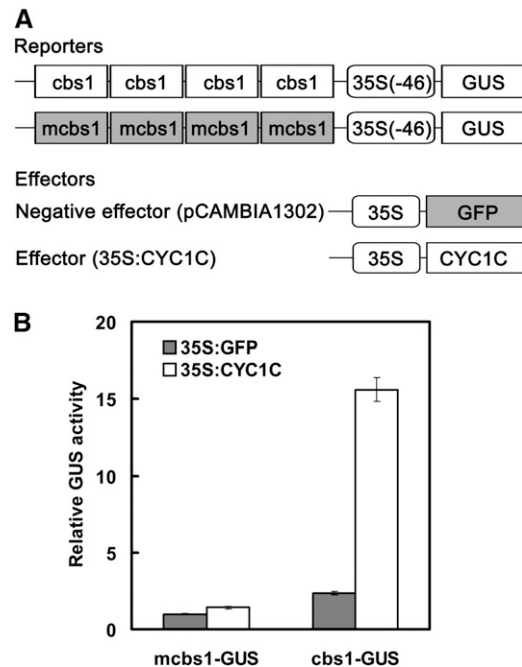 A
Reporters
cbs1 cbs1 cbs1 cbs1 35S(-46) GUS
mcbs1 mcbs1 mcbs1 mcbs1 35S(-46) GUS
Effectors
Negative effector (pCAMBIA1302) 35S GFP
Effector (35S:CYC1C) 35S CYC1C
B
20
15
10
5
0
Relative GUS activity
35S:GFP
35S:CYC1C
mcbs1-GUS cbs1-GUS